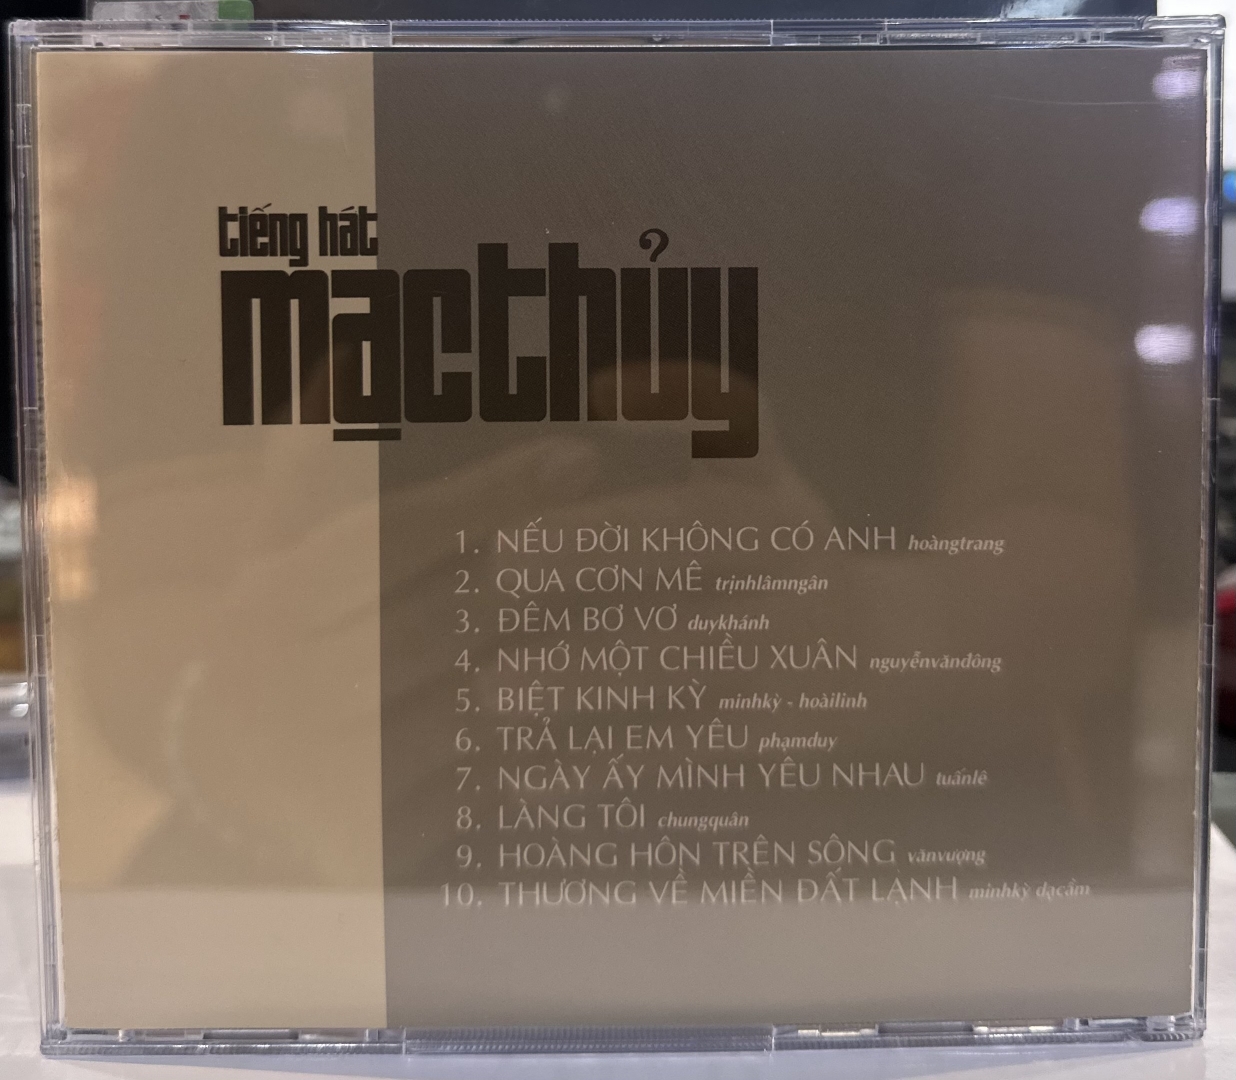 tiếng hát
mạcthủy
1. NẾU ĐỜI KHÔNG CÓ ANH hoàngtrang
2. QUA CƠN MÊ trịnhlâmngân
3. ĐÊM BƠ VƠ duykhánh
4. NHỚ MỘT CHIỀU XUÂN nguyễnvănđông
5. BIỆT KINH KỲ minhkỳ - hoàilinh
6. TRẢ LẠI EM YÊU phạmduy
7. NGÀY ẤY MÌNH YÊU NHAU tuấnlê
8. LÀNG TÔI chungquân
9. HOÀNG HÔN TRÊN SÔNG vănvượng
10. THƯƠNG VỀ MIỀN ĐẤT LẠNH minhkỳ dạcầm